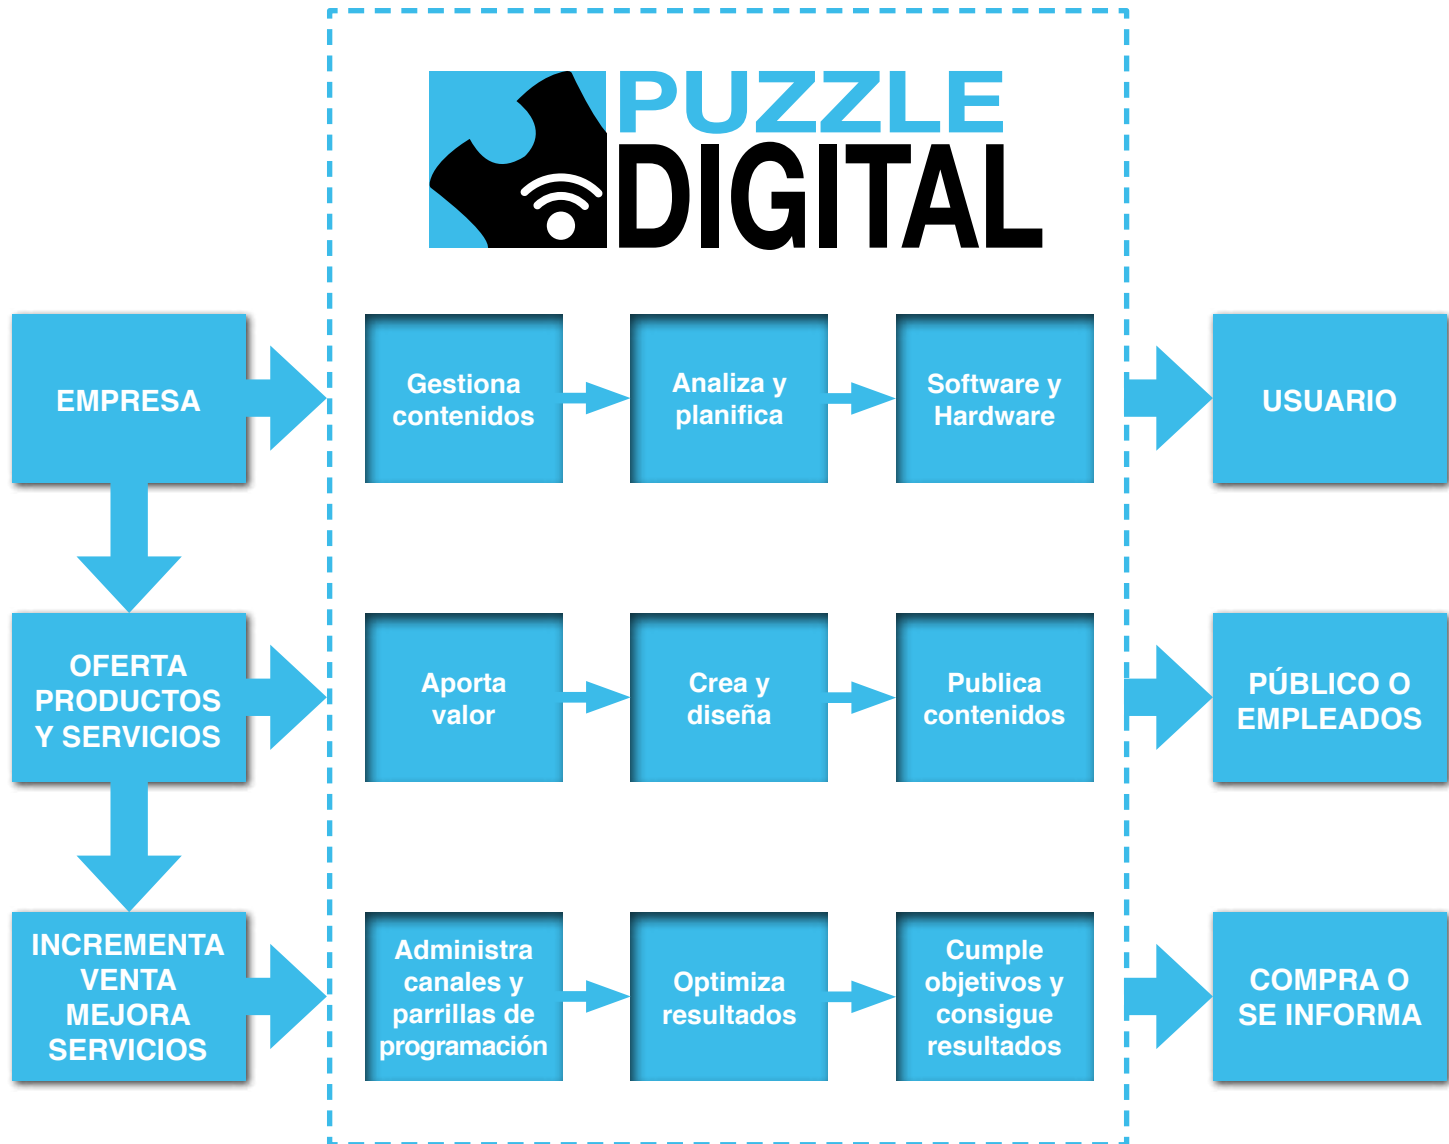 PUZZLE
DIGITAL
EMPRESA
Gestiona
contenidos
Analiza y
planifica
Software y
Hardware
USUARIO
OFERTA
PRODUCTOS
Y SERVICIOS
Aporta
valor
Crea y
diseña
Publica
contenidos
PÚBLICO O
EMPLEADOS
INCREMENTA
VENTA
MEJORA
SERVICIOS
Administra
canales y
parrillas de
programación
Optimiza
resultados
Cumple
objetivos y
consigue
resultados
COMPRA O
SE INFORMA